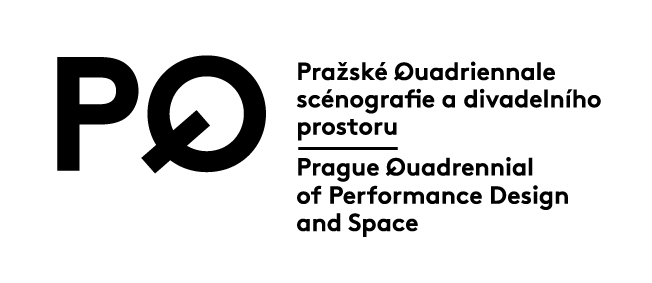 PQ
Pražské Quadriennale
scénografie a divadelního
prostoru
Prague Quadrennial
of Performance Design
and Space